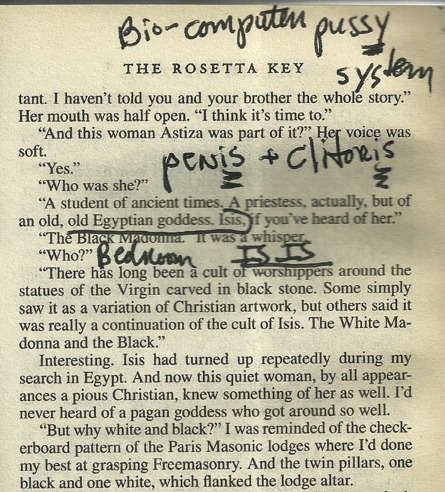 Bio-computer pussy
system
THE ROSETTA KEY
tant. I haven't told you and your brother the whole story."
Her mouth was half open. "I think it's time to."
"And this woman Astiza was part of it?" Her voice was
soft.
penis + clitoris
"Yes."
"Who was she?"
"A student of ancient times. A priestess, actually, but of
an old, old Egyptian goddess. Isis, if you've heard of her."
"The Black Madonna." It was a whisper.
"Who?" Bedroom ISIS
"There has long been a cult of worshippers around the
statues of the Virgin carved in black stone. Some simply
saw it as a variation of Christian artwork, but others said it
was really a continuation of the cult of Isis. The White Ma-
donna and the Black."
Interesting. Isis had turned up repeatedly during my
search in Egypt. And now this quiet woman, by all appear-
ances a pious Christian, knew something of her as well. I'd
never heard of a pagan goddess who got around so well.
"But why white and black?" I was reminded of the check-
erboard pattern of the Paris Masonic lodges where I'd done
my best at grasping Freemasonry. And the twin pillars, one
black and one white, which flanked the lodge altar.